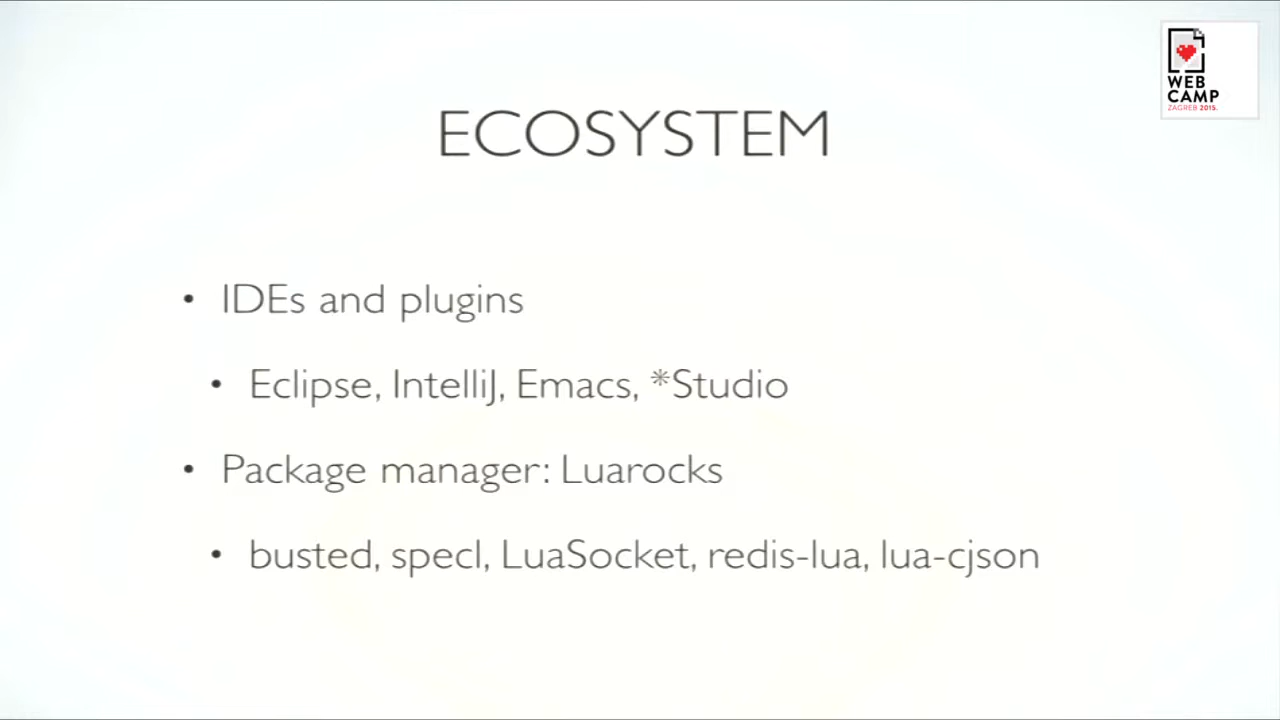 WEB
CAMP
ZAGREB 2015.
ECOSYSTEM
• IDEs and plugins
• Eclipse, IntelliJ, Emacs, *Studio
• Package manager: Luarocks
• busted, specl, LuaSocket, redis-lua, lua-cjson